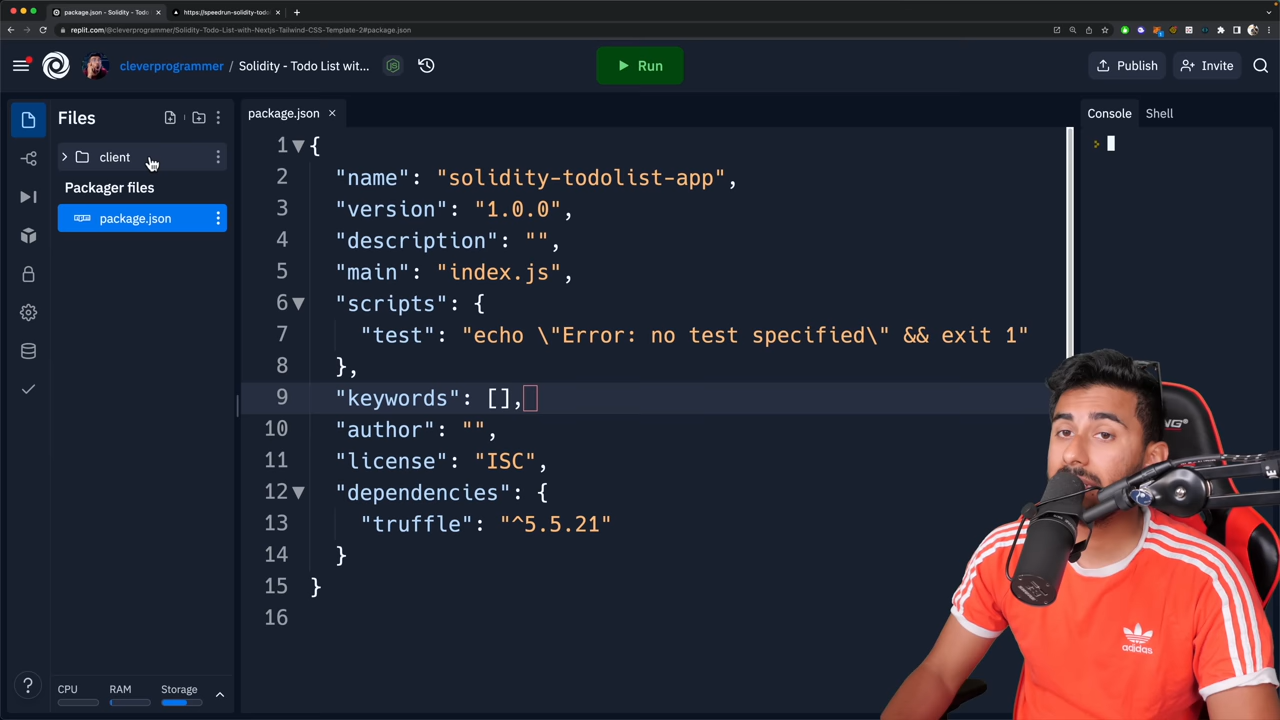 package.json - Solidity - Todo
https://speedrun-solidity-todo
replit.com/@cleverprogrammer/Solidity-Todo-List-with-Nextjs-Tailwind-CSS-Template-2#package.json
cleverprogrammer / Solidity - Todo List wit...
Run
Publish
Invite
Files
client
Packager files
package.json
package.json
1 {
2 "name": "solidity-todolist-app",
3 "version": "1.0.0",
4 "description": "",
5 "main": "index.js",
6 "scripts": {
7 "test": "echo \"Error: no test specified\" && exit 1"
8 },
9 "keywords": [],
10 "author": "",
11 "license": "ISC",
12 "dependencies": {
13 "truffle": "^5.5.21"
14 }
15 }
16
Console
Shell
CPU
RAM
Storage
adidas